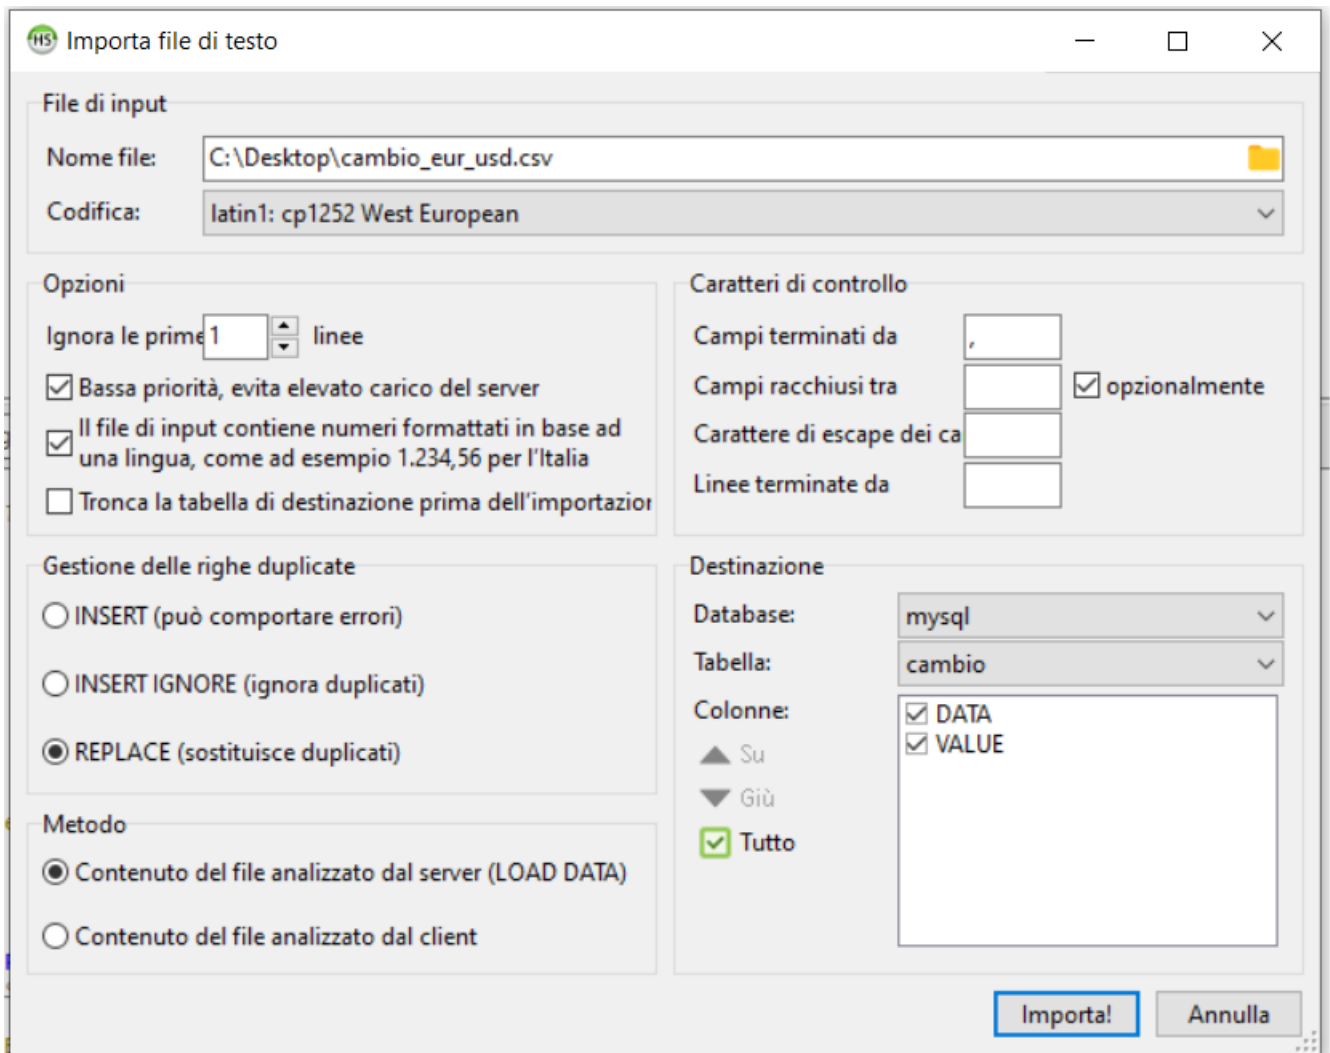 HS Importa file di testo
File di input
Nome file: C:\Desktop\cambio_eur_usd.csv
Codifica: latin1: cp1252 West European
Opzioni
Ignora le prime 1 linee
Bassa priorità, evita elevato carico del server
Il file di input contiene numeri formattati in base ad
una lingua, come ad esempio 1.234,56 per l'Italia
Tronca la tabella di destinazione prima dell'importazior
Caratteri di controllo
Campi terminati da ,
Campi racchiusi tra opzionalmente
Carattere di escape dei ca
Linee terminate da
Gestione delle righe duplicate
INSERT (può comportare errori)
INSERT IGNORE (ignora duplicati)
REPLACE (sostituisce duplicati)
Metodo
Contenuto del file analizzato dal server (LOAD DATA)
Contenuto del file analizzato dal client
Destinazione
Database: mysql
Tabella: cambio
Colonne: DATA
VALUE
Su
Giù
Tutto
Importa! Annulla